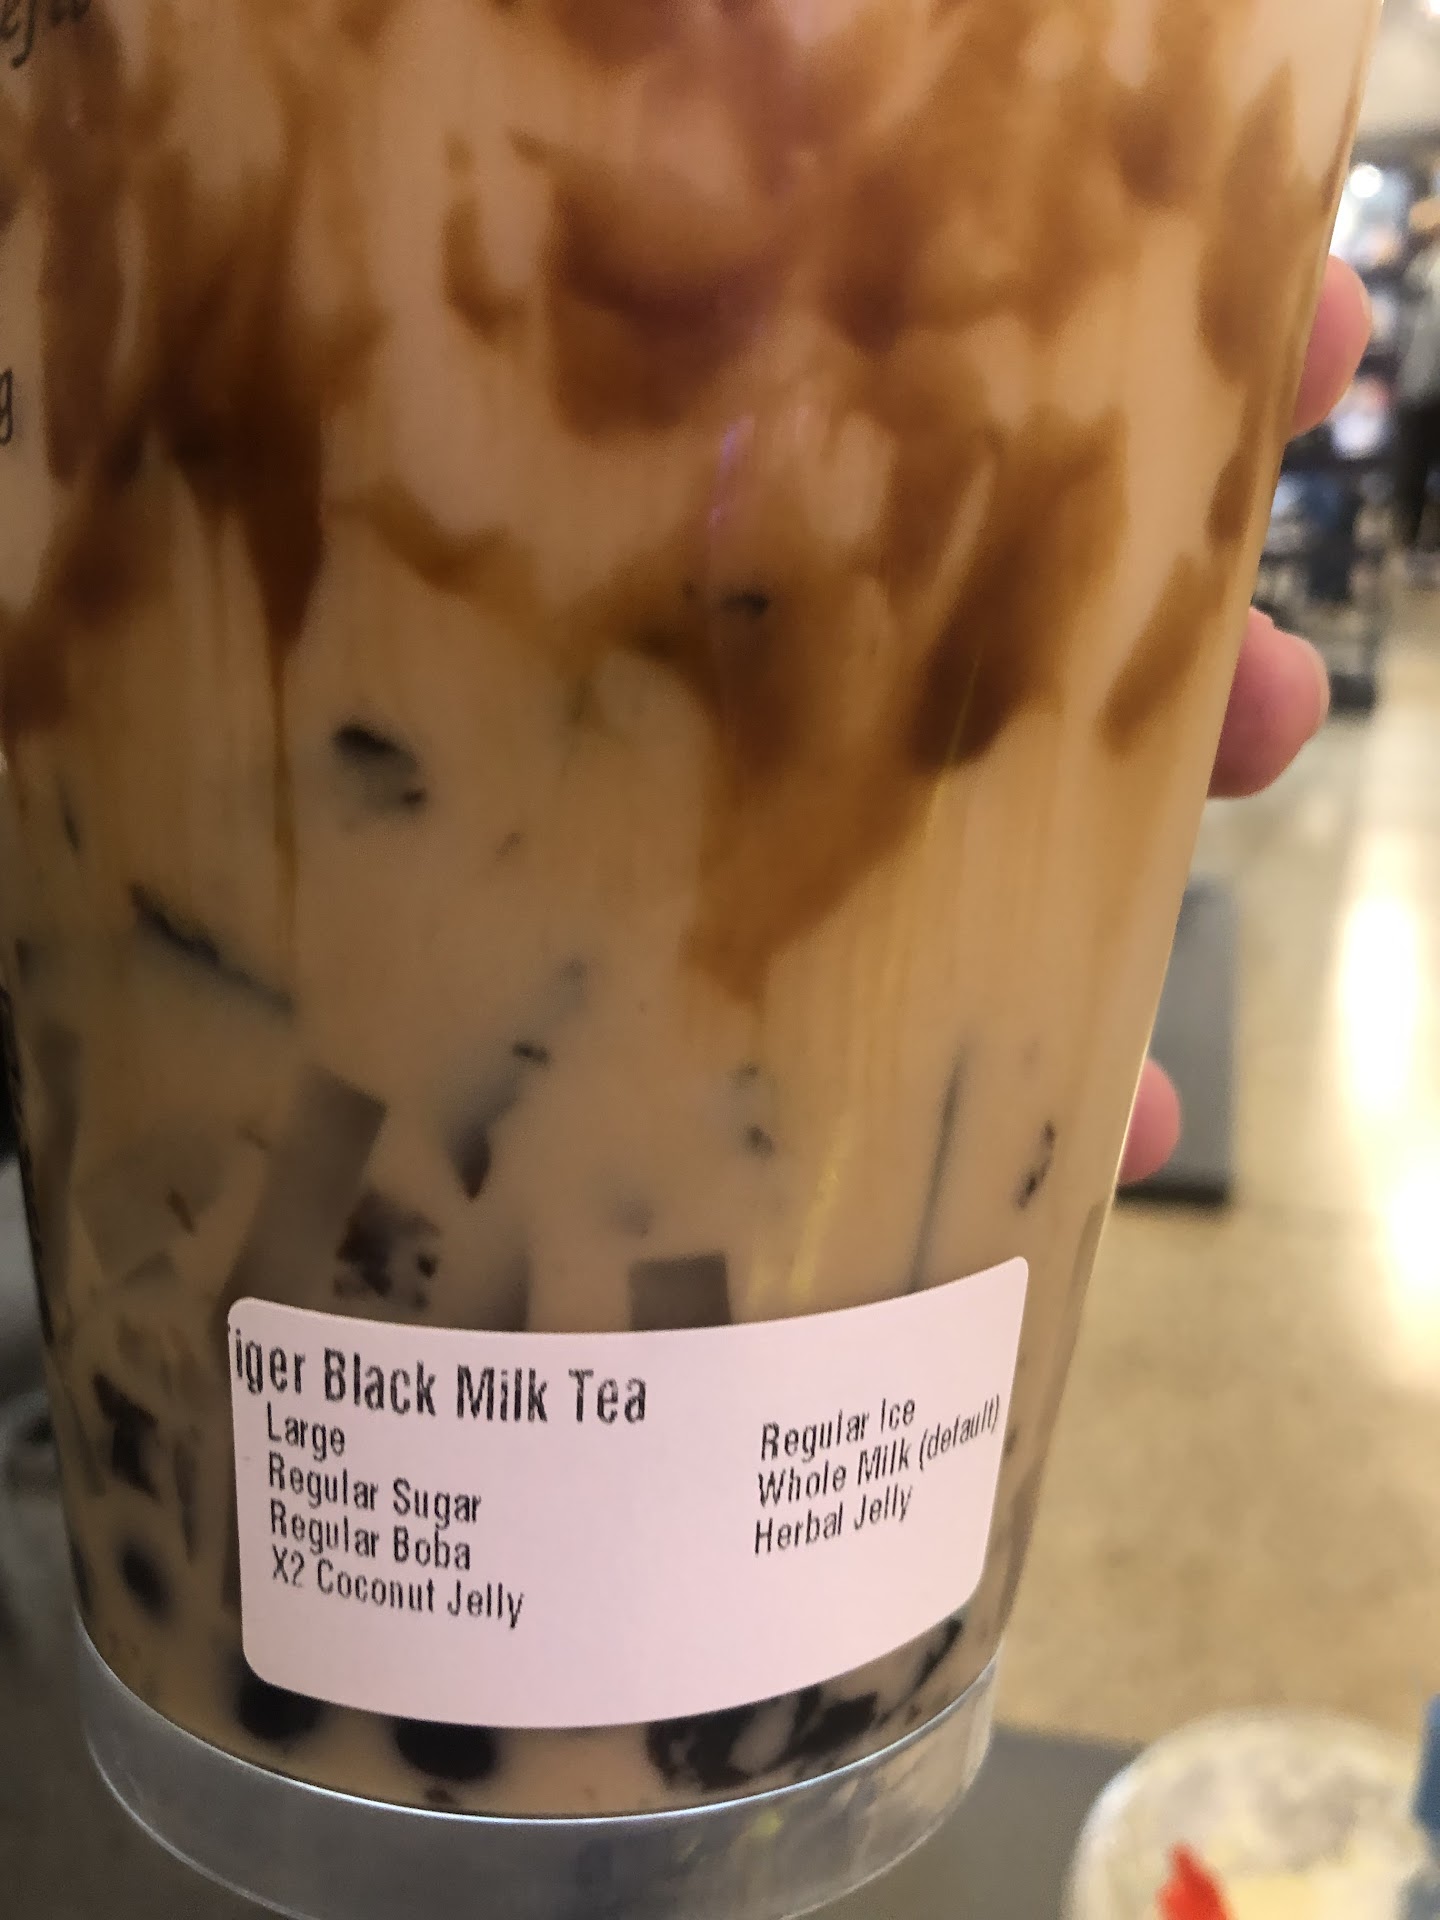 iger Black Milk Tea
Large
Regular Sugar
Regular Boba
X2 Coconut Jelly
Regular Ice
Whole Milk (default)
Herbal Jelly